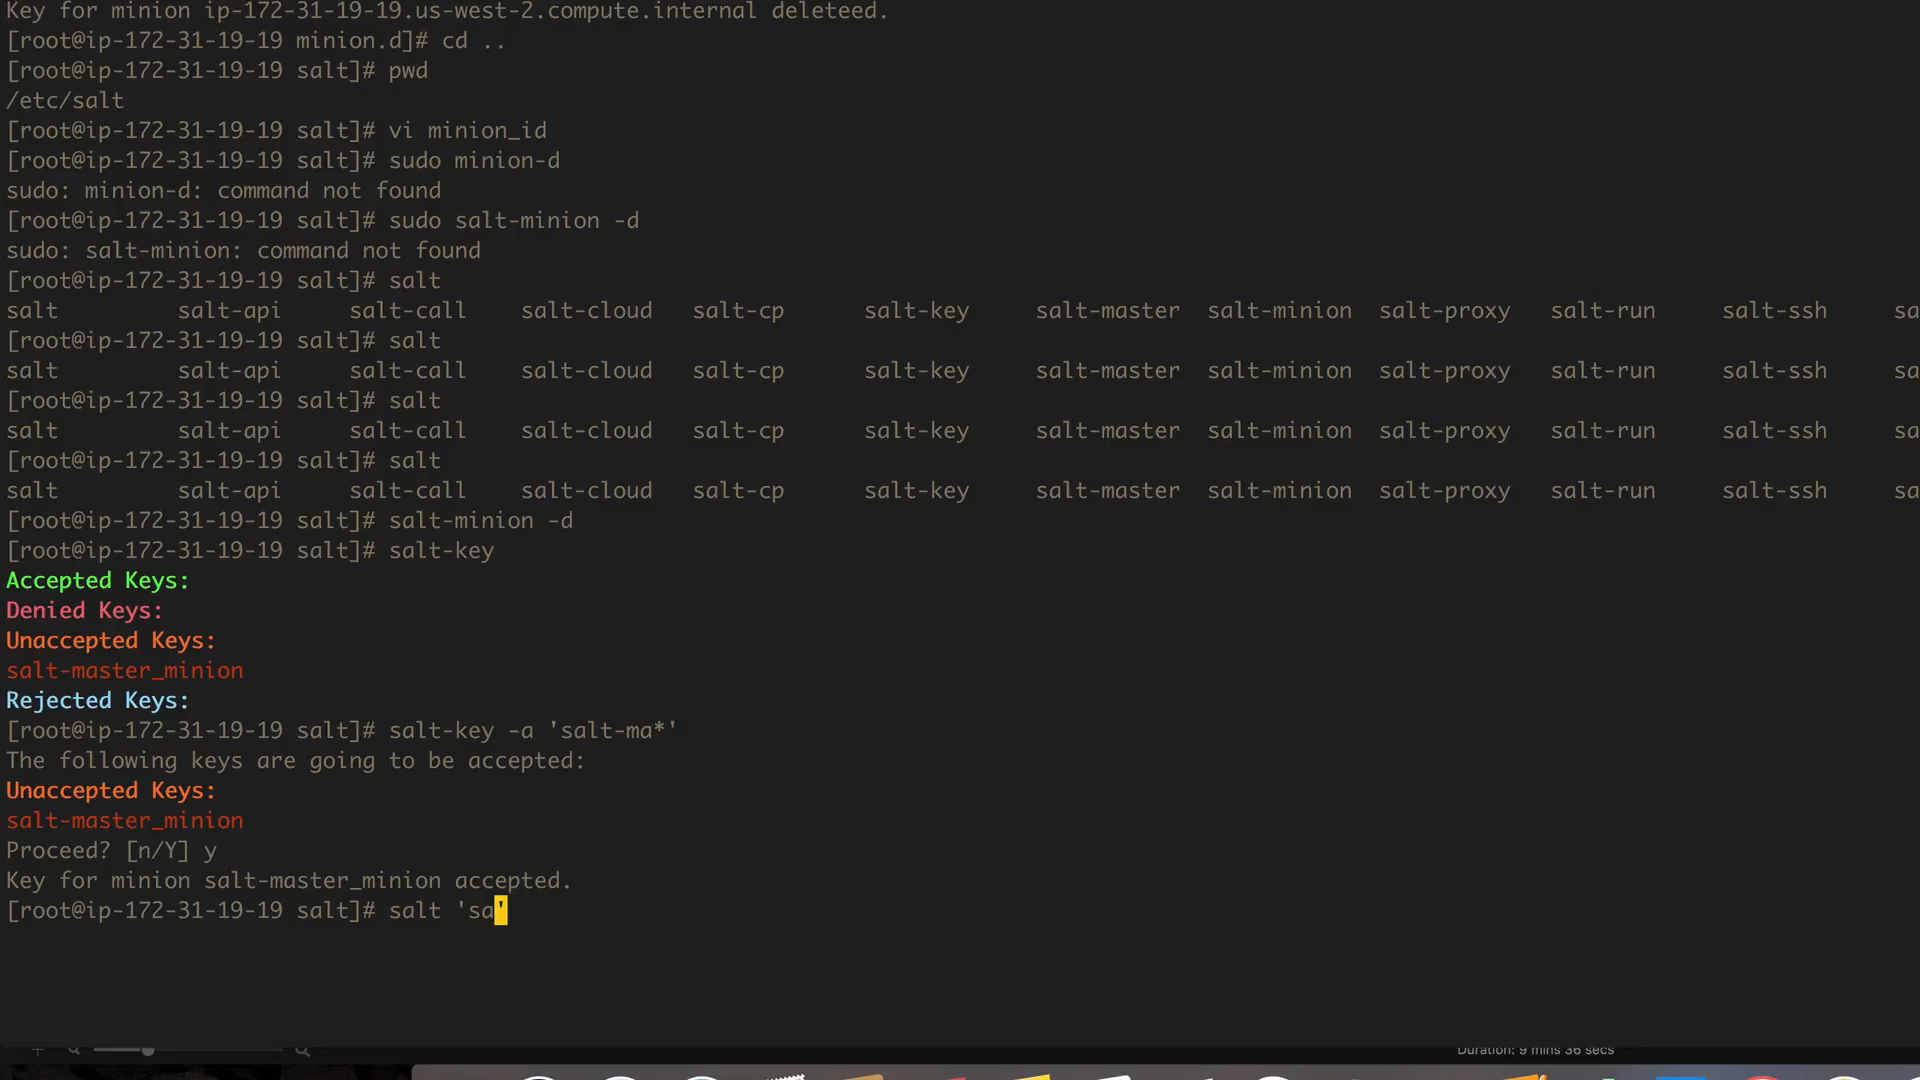 Key for minion ip-172-31-19-19.us-west-2.compute.internal deleteed.
[root@ip-172-31-19-19 minion.d]# cd ..
[root@ip-172-31-19-19 salt]# pwd
/etc/salt
[root@ip-172-31-19-19 salt]# vi minion_id
[root@ip-172-31-19-19 salt]# sudo minion-d
sudo: minion-d: command not found
[root@ip-172-31-19-19 salt]# sudo salt-minion -d
sudo: salt-minion: command not found
[root@ip-172-31-19-19 salt]# salt
salt salt-api salt-call salt-cloud salt-cp salt-key salt-master salt-minion salt-proxy salt-run salt-ssh sa
[root@ip-172-31-19-19 salt]# salt
salt salt-api salt-call salt-cloud salt-cp salt-key salt-master salt-minion salt-proxy salt-run salt-ssh sa
[root@ip-172-31-19-19 salt]# salt
salt salt-api salt-call salt-cloud salt-cp salt-key salt-master salt-minion salt-proxy salt-run salt-ssh sa
[root@ip-172-31-19-19 salt]# salt
salt salt-api salt-call salt-cloud salt-cp salt-key salt-master salt-minion salt-proxy salt-run salt-ssh sa
[root@ip-172-31-19-19 salt]# salt-minion -d
[root@ip-172-31-19-19 salt]# salt-key
Accepted Keys:
Denied Keys:
Unaccepted Keys:
salt-master_minion
Rejected Keys:
[root@ip-172-31-19-19 salt]# salt-key -a 'salt-ma*'
The following keys are going to be accepted:
Unaccepted Keys:
salt-master_minion
Proceed? [n/Y] y
Key for minion salt-master_minion accepted.
[root@ip-172-31-19-19 salt]# salt 'sa'
Duration: 9 mins 36 secs